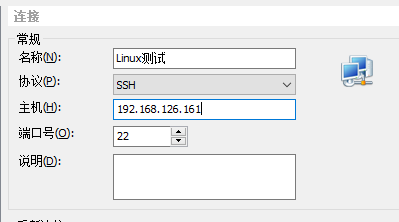 连接
常规
名称(N): Linux测试
协议(P): SSH
主机(H): 192.168.126.161
端口号(O): 22
说明(D):